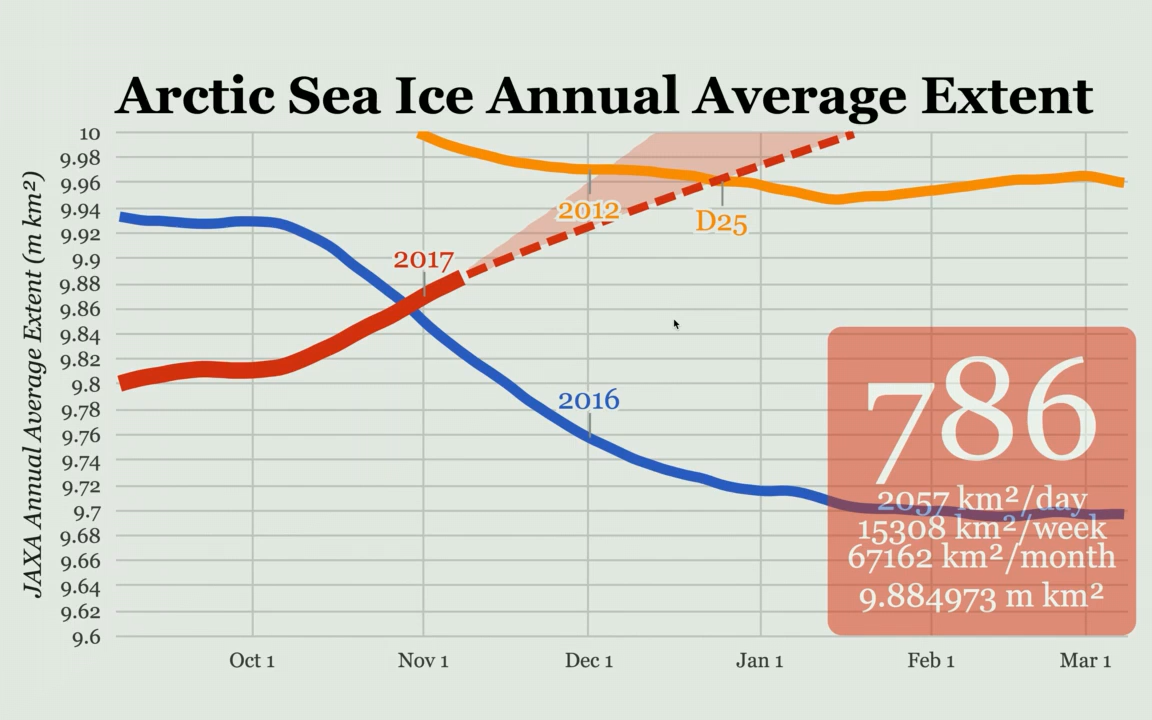 Arctic Sea Ice Annual Average Extent
JAXA Annual Average Extent (m km²)
10
9.98
9.96
9.94
9.92
9.9
9.88
9.86
9.84
9.82
9.8
9.78
9.76
9.74
9.72
9.7
9.68
9.66
9.64
9.62
9.6
2012
D25
2017
2016
786
2057 km²/day
15308 km²/week
67162 km²/month
9.884973 m km²
Oct 1
Nov 1
Dec 1
Jan 1
Feb 1
Mar 1